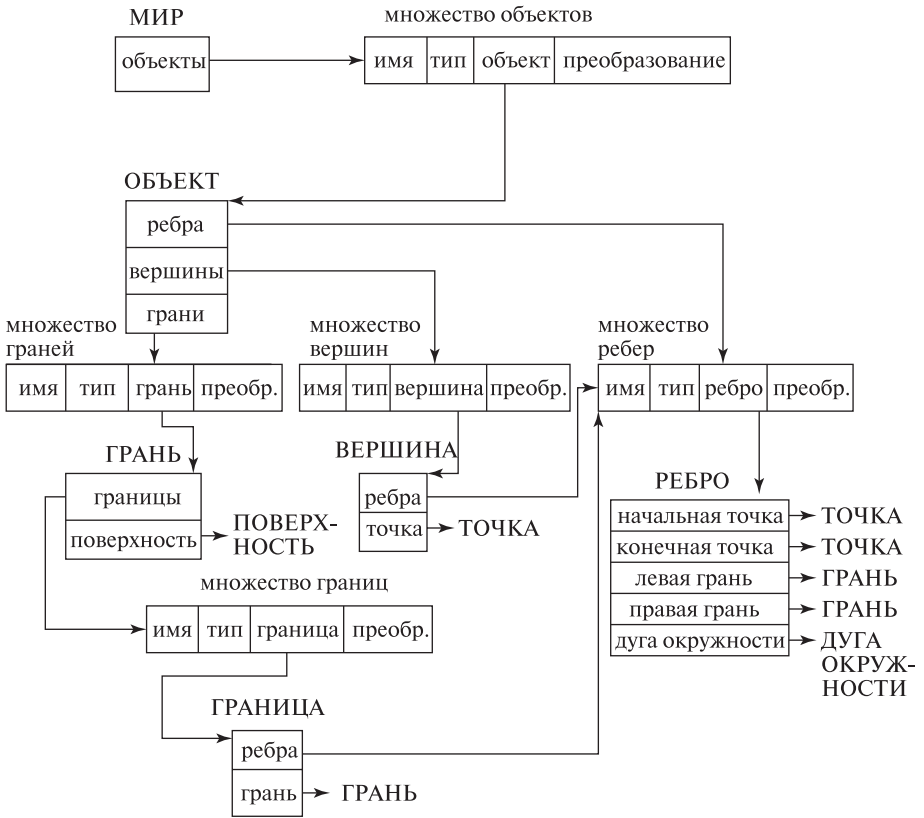 МИР
множество объектов
объекты
имя тип объект преобразование
ОБЪЕКТ
ребра
вершины
грани
множество
граней
множество
вершин
множество
ребер
имя тип грань преобр.
имя тип вершина преобр.
имя тип ребро преобр.
ГРАНЬ
границы
поверхность
ПОВЕРХ-
НОСТЬ
ВЕРШИНА
ребра
точка
ТОЧКА
РЕБРО
начальная точка
ТОЧКА
конечная точка
ТОЧКА
левая грань
ГРАНЬ
правая грань
ГРАНЬ
дуга окружности
ДУГА
ОКРУЖ-
НОСТИ
множество границ
имя тип граница преобр.
ГРАНИЦА
ребра
грань
ГРАНЬ